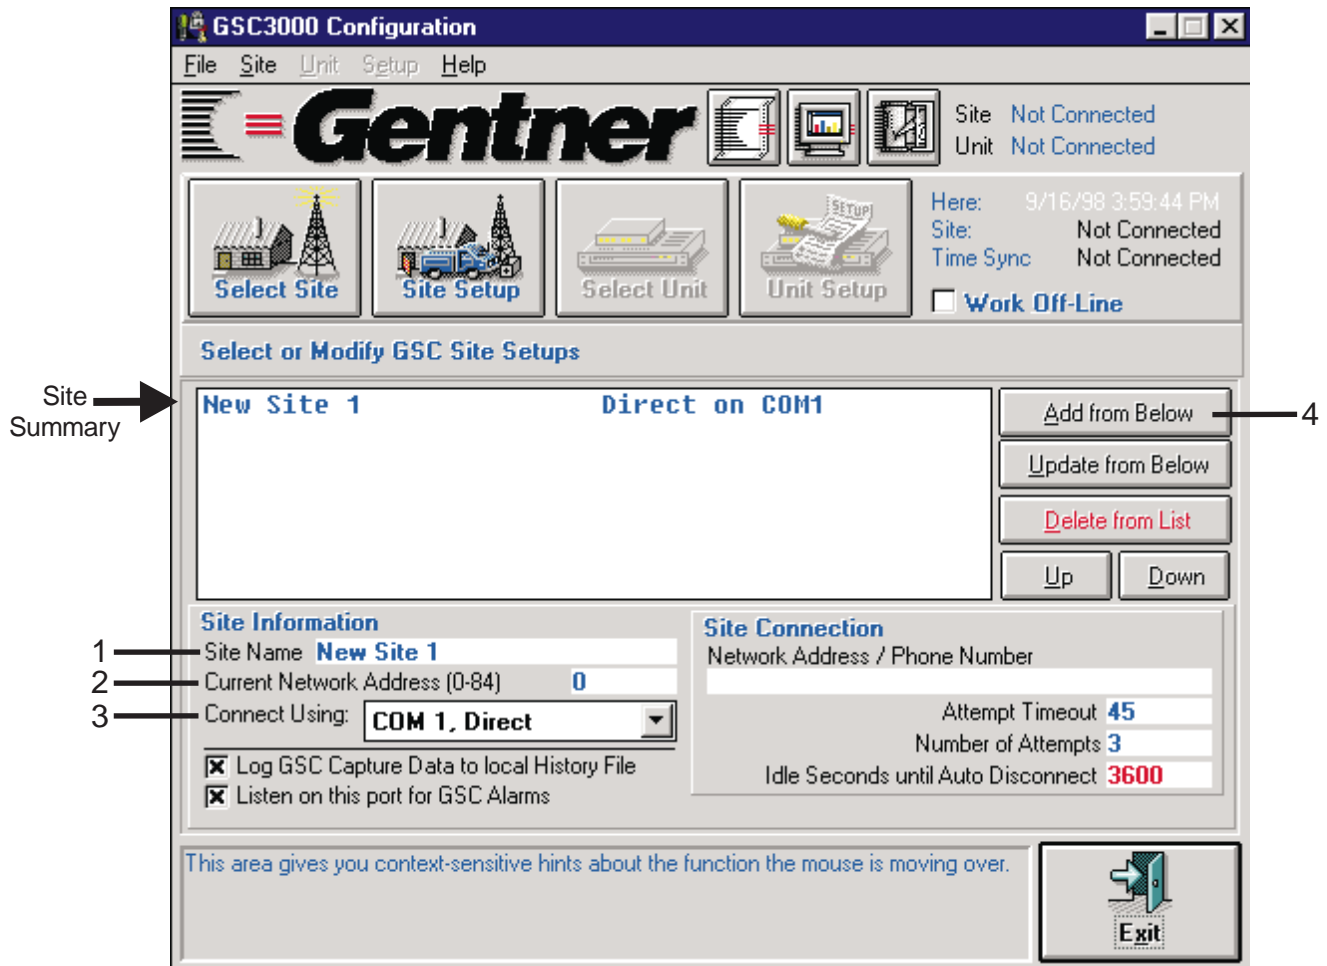 GSC3000 Configuration
File Site Unit Setup Help
Gentner
Site Not Connected
Unit Not Connected
Select Site
Site Setup
Select Unit
SETUP
Unit Setup
Here: 9/16/98 3:59:44 PM
Site: Not Connected
Time Sync Not Connected
Work Off-Line
Select or Modify GSC Site Setups
Site Summary
New Site 1 Direct on COM1
Add from Below
4
Update from Below
Delete from List
Up Down
Site Information
1 Site Name New Site 1
2 Current Network Address (0-84) 0
3 Connect Using: COM 1, Direct
Log GSC Capture Data to local History File
Listen on this port for GSC Alarms
Site Connection
Network Address / Phone Number
Attempt Timeout 45
Number of Attempts 3
Idle Seconds until Auto Disconnect 3600
This area gives you context-sensitive hints about the function the mouse is moving over.
Exit